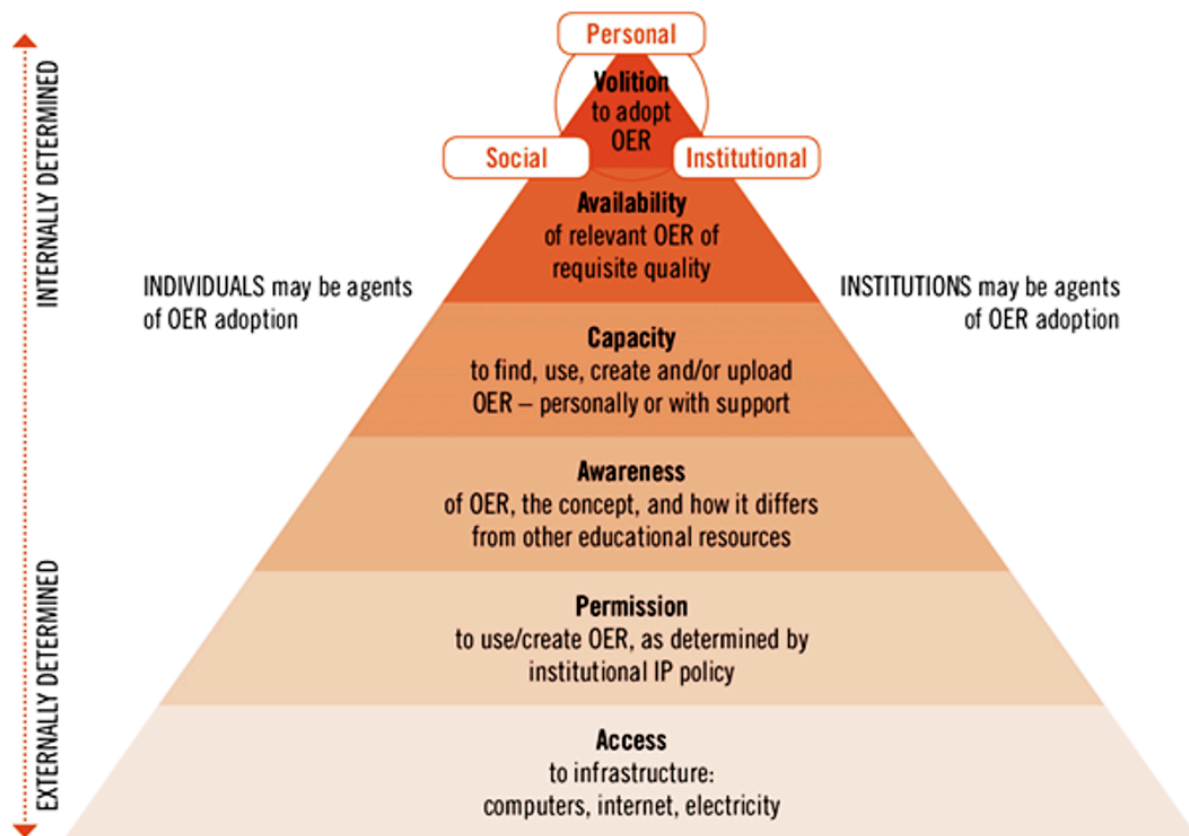 Personal
Volition
to adopt
OER
Social
Institutional
Availability
of relevant OER of
requisite quality
INTERNALLY DETERMINED
INDIVIDUALS may be agents
of OER adoption
INSTITUTIONS may be agents
of OER adoption
Capacity
to find, use, create and/or upload
OER – personally or with support
Awareness
of OER, the concept, and how it differs
from other educational resources
EXTERNALLY DETERMINED
Permission
to use/create OER, as determined by
institutional IP policy
Access
to infrastructure:
computers, internet, electricity